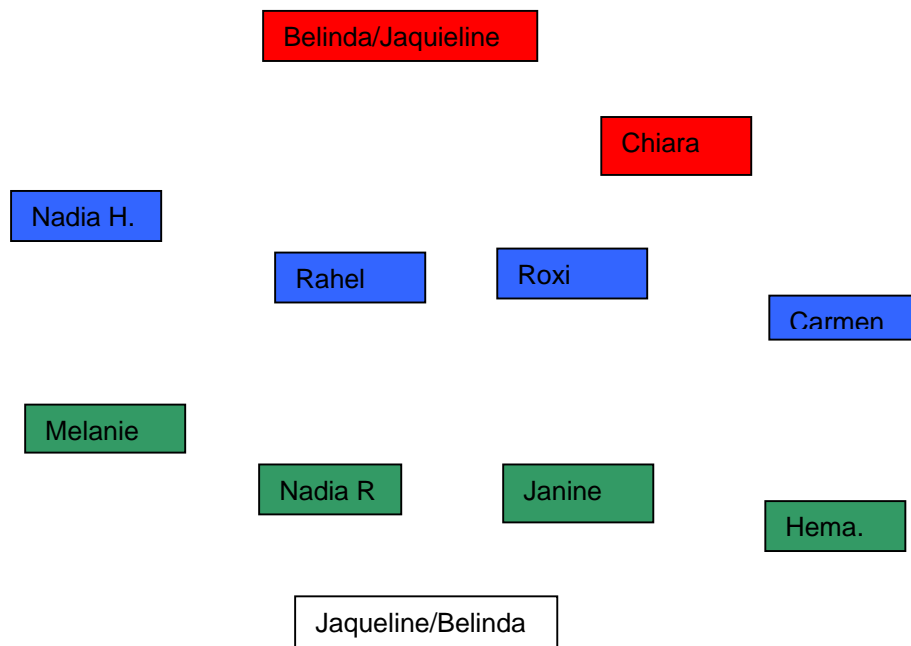 Belinda/Jaquieline
Chiara
Nadia H.
Rahel
Roxi
Carmen
Melanie
Nadia R
Janine
Hema.
Jaqueline/Belinda